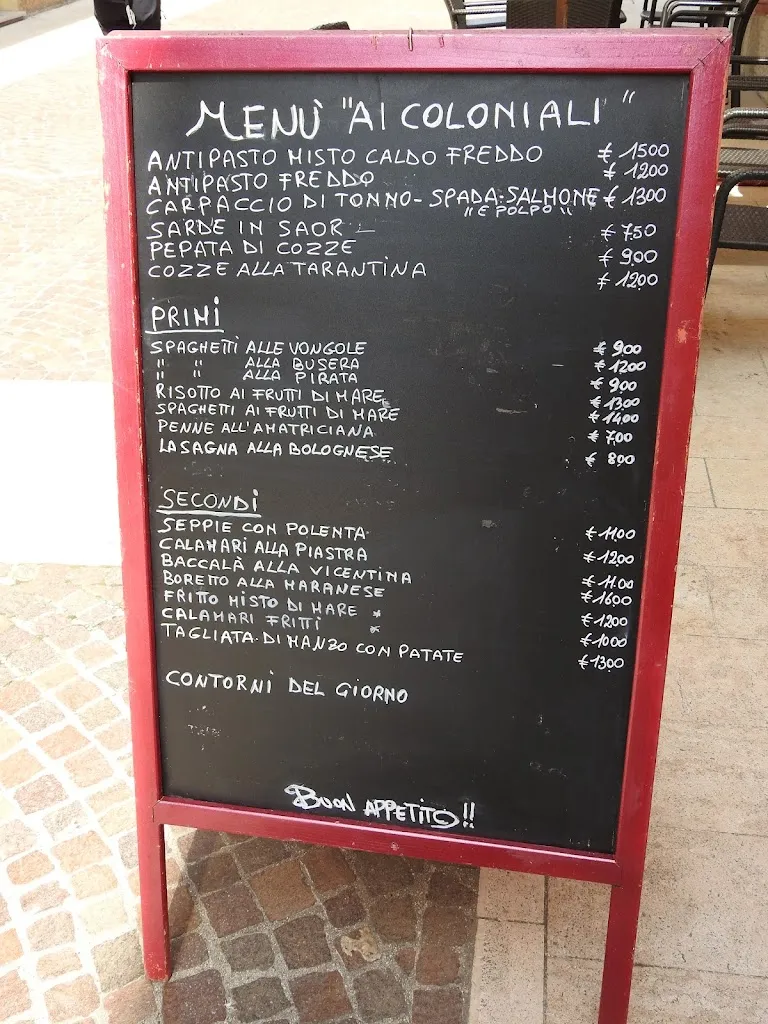 MENÙ "AI COLONIALI"
ANTIPASTO MISTO CALDO FREDDO € 1500
ANTIPASTO FREDDO € 1200
CARPACCIO DI TONNO - SPADA-SALMONE € 1300
"E POLPO"
SARDE IN SAOR € 750
PEPATA DI COZZE € 900
COZZE ALLA TARANTINA € 1200
PRIMI
SPAGHETTI ALLE VONGOLE € 900
" " ALLA BUSERA € 1200
" " ALLA PIRATA € 900
RISOTTO AI FRUTTI DI MARE € 1300
SPAGHETTI AI FRUTTI DI MARE € 1400
PENNE ALL'AMATRICIANA € 700
LASAGNA ALLA BOLOGNESE € 800
SECONDI
SEPPIE CON POLENTA € 1100
CALAMARI ALLA PIASTRA € 1200
BACCALÀ ALLA VICENTINA € 1100
BORETO ALLA MARANESE € 1600
FRITTO MISTO DI MARE * € 1200
CALAMARI FRITTI * € 1000
TAGLIATA DI MANZO CON PATATE € 1300
CONTORNI DEL GIORNO
BUON APPETITO!!